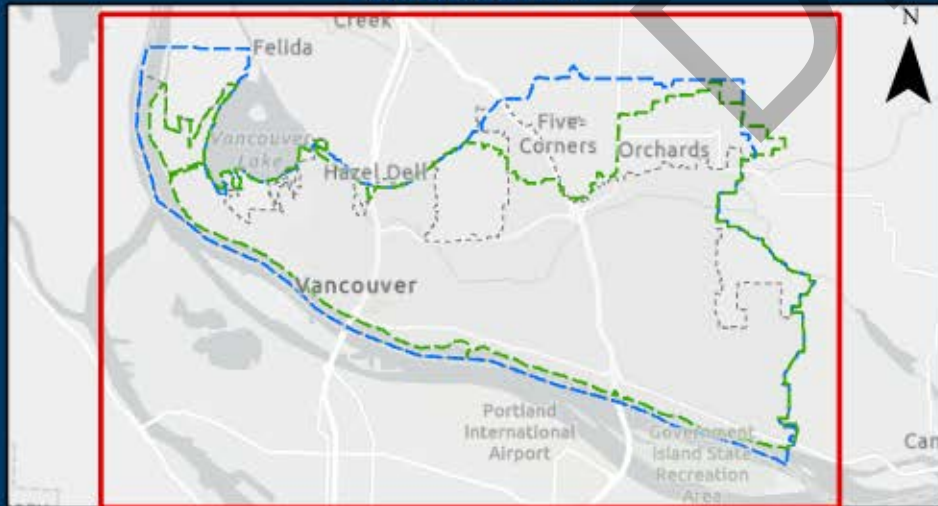 N
Creek
Felida
Vancouver
Lake
Five
Corners
Orchards
Hazel Dell
Vancouver
Portland
International
Airport
Government
Island State
Recreation
Area
Can